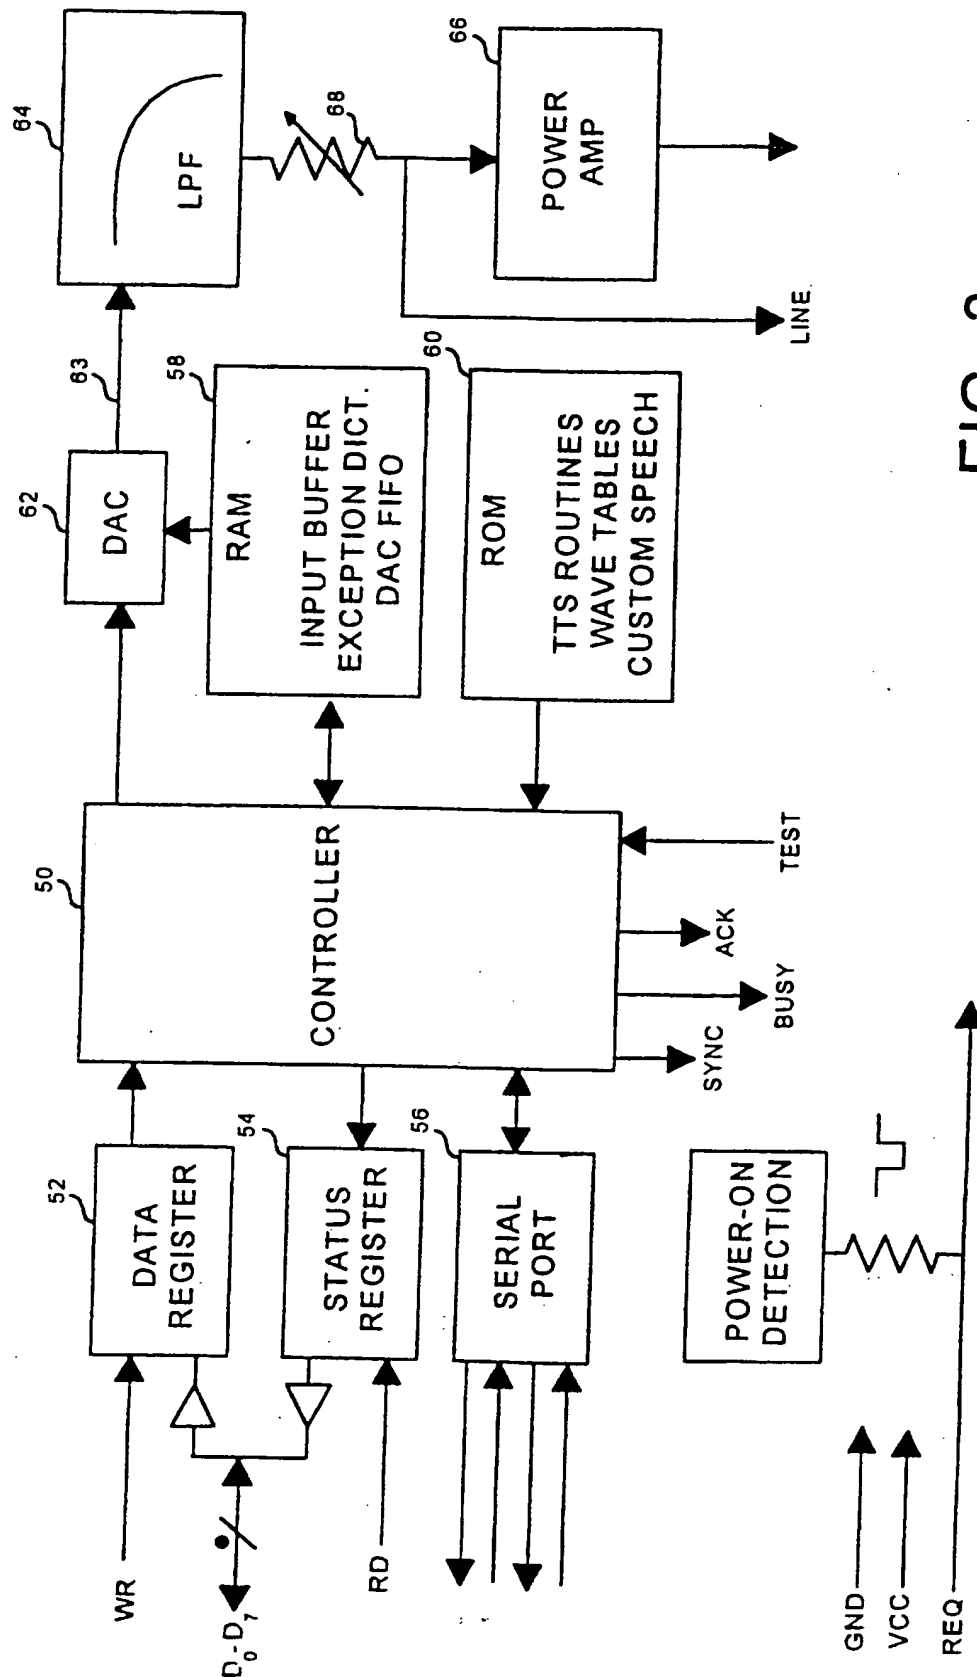 64
LPF
68
66
POWER
AMP
LINE
63
62
DAC
58
RAM
INPUT BUFFER
EXCEPTION DICT.
DAC FIFO
60
ROM
TTS ROUTINES
WAVE TABLES
CUSTOM SPEECH
50
CONTROLLER
TEST
ACK
BUSY
SYNC
52
DATA
REGISTER
54
STATUS
REGISTER
56
SERIAL
PORT
POWER-ON
DETECTION
WR
D0-D7
RD
GND
VCC
REQ